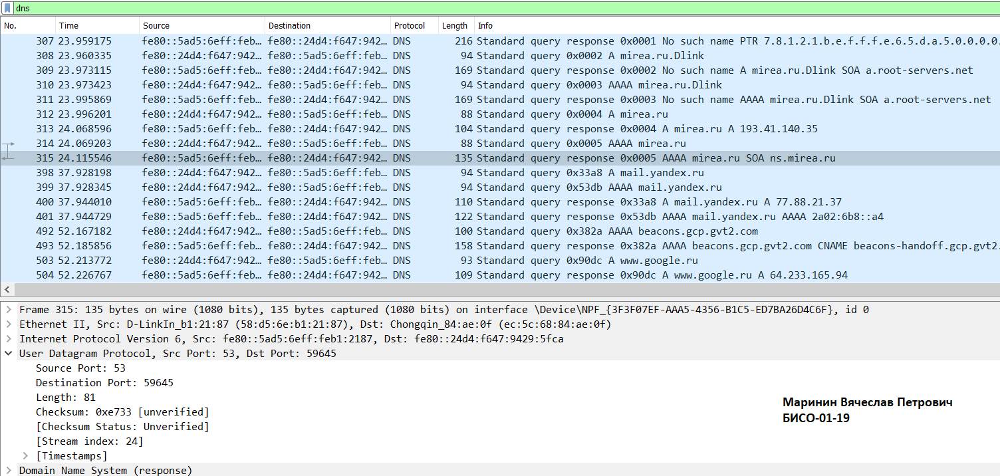 dns
No. Time Source Destination Protocol Length Info
307 23.959175 fe80::5ad5:6eff:feb… fe80::24d4:f647:942… DNS 216 Standard query response 0x0001 No such name PTR 7.8.1.2.1.b.e.f.f.f.e.6.5.d.a.5.0.0.0.0.
308 23.960335 fe80::24d4:f647:942… fe80::5ad5:6eff:feb… DNS 94 Standard query 0x0002 A mirea.ru.Dlink
309 23.973115 fe80::5ad5:6eff:feb… fe80::24d4:f647:942… DNS 169 Standard query response 0x0002 No such name A mirea.ru.Dlink SOA a.root-servers.net
310 23.973423 fe80::24d4:f647:942… fe80::5ad5:6eff:feb… DNS 94 Standard query 0x0003 AAAA mirea.ru.Dlink
311 23.995869 fe80::5ad5:6eff:feb… fe80::24d4:f647:942… DNS 169 Standard query response 0x0003 No such name AAAA mirea.ru.Dlink SOA a.root-servers.net
312 23.996201 fe80::24d4:f647:942… fe80::5ad5:6eff:feb… DNS 88 Standard query 0x0004 A mirea.ru
313 24.068596 fe80::5ad5:6eff:feb… fe80::24d4:f647:942… DNS 104 Standard query response 0x0004 A mirea.ru A 193.41.140.35
314 24.069203 fe80::24d4:f647:942… fe80::5ad5:6eff:feb… DNS 88 Standard query 0x0005 AAAA mirea.ru
315 24.115546 fe80::5ad5:6eff:feb… fe80::24d4:f647:942… DNS 135 Standard query response 0x0005 AAAA mirea.ru SOA ns.mirea.ru
398 37.928198 fe80::24d4:f647:942… fe80::5ad5:6eff:feb… DNS 94 Standard query 0x33a8 A mail.yandex.ru
399 37.928345 fe80::24d4:f647:942… fe80::5ad5:6eff:feb… DNS 94 Standard query 0x53db AAAA mail.yandex.ru
400 37.944010 fe80::5ad5:6eff:feb… fe80::24d4:f647:942… DNS 110 Standard query response 0x33a8 A mail.yandex.ru A 77.88.21.37
401 37.944729 fe80::5ad5:6eff:feb… fe80::24d4:f647:942… DNS 122 Standard query response 0x53db AAAA mail.yandex.ru AAAA 2a02:6b8::a4
492 52.167182 fe80::24d4:f647:942… fe80::5ad5:6eff:feb… DNS 100 Standard query 0x382a AAAA beacons.gcp.gvt2.com
493 52.185856 fe80::5ad5:6eff:feb… fe80::24d4:f647:942… DNS 158 Standard query response 0x382a AAAA beacons.gcp.gvt2.com CNAME beacons-handoff.gcp.gvt2.
503 52.213772 fe80::24d4:f647:942… fe80::5ad5:6eff:feb… DNS 93 Standard query 0x90dc A www.google.ru
504 52.226767 fe80::5ad5:6eff:feb… fe80::24d4:f647:942… DNS 109 Standard query response 0x90dc A www.google.ru A 64.233.165.94
Frame 315: 135 bytes on wire (1080 bits), 135 bytes captured (1080 bits) on interface \Device\NPF_{3F3F07EF-AAA5-4356-B1C5-ED7BA26D4C6F}, id 0
Ethernet II, Src: D-LinkIn_b1:21:87 (58:d5:6e:b1:21:87), Dst: Chongqin_84:ae:0f (ec:5c:68:84:ae:0f)
Internet Protocol Version 6, Src: fe80::5ad5:6eff:feb1:2187, Dst: fe80::24d4:f647:9429:5fca
User Datagram Protocol, Src Port: 53, Dst Port: 59645
Source Port: 53
Destination Port: 59645
Length: 81
Checksum: 0xe733 [unverified]
[Checksum Status: Unverified]
[Stream index: 24]
[Timestamps]
Domain Name System (response)
Маринин Вячеслав Петрович
БИСО-01-19